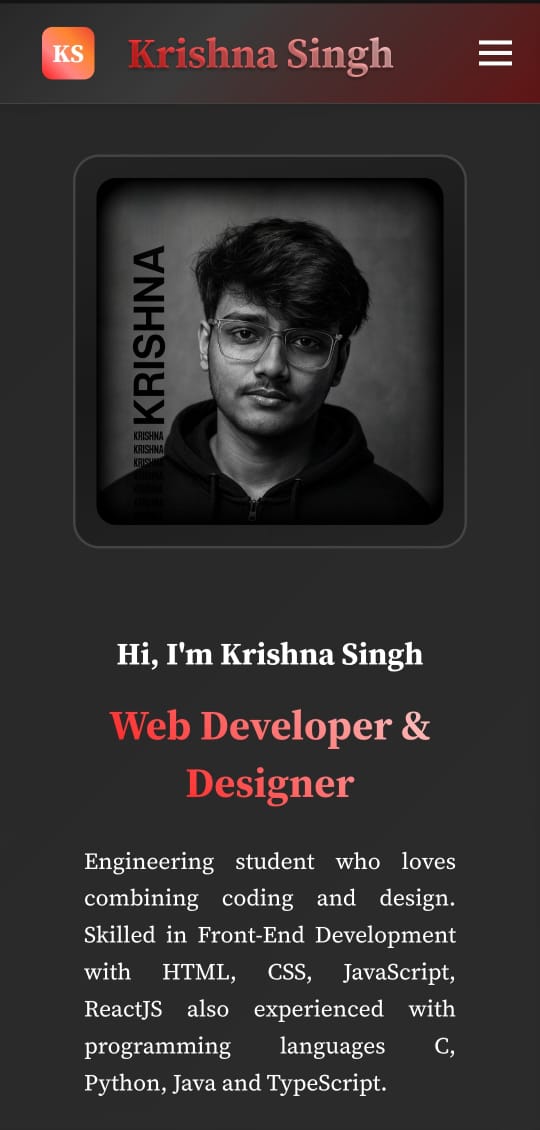 KS
Krishna Singh
KRISHNA
KRISHNA
KRISHNA
KRISHNA
Hi, I'm Krishna Singh
Web Developer &
Designer
Engineering student who loves
combining coding and design.
Skilled in Front-End Development
with HTML, CSS, JavaScript,
ReactJS also experienced with
programming languages C,
Python, Java and TypeScript.